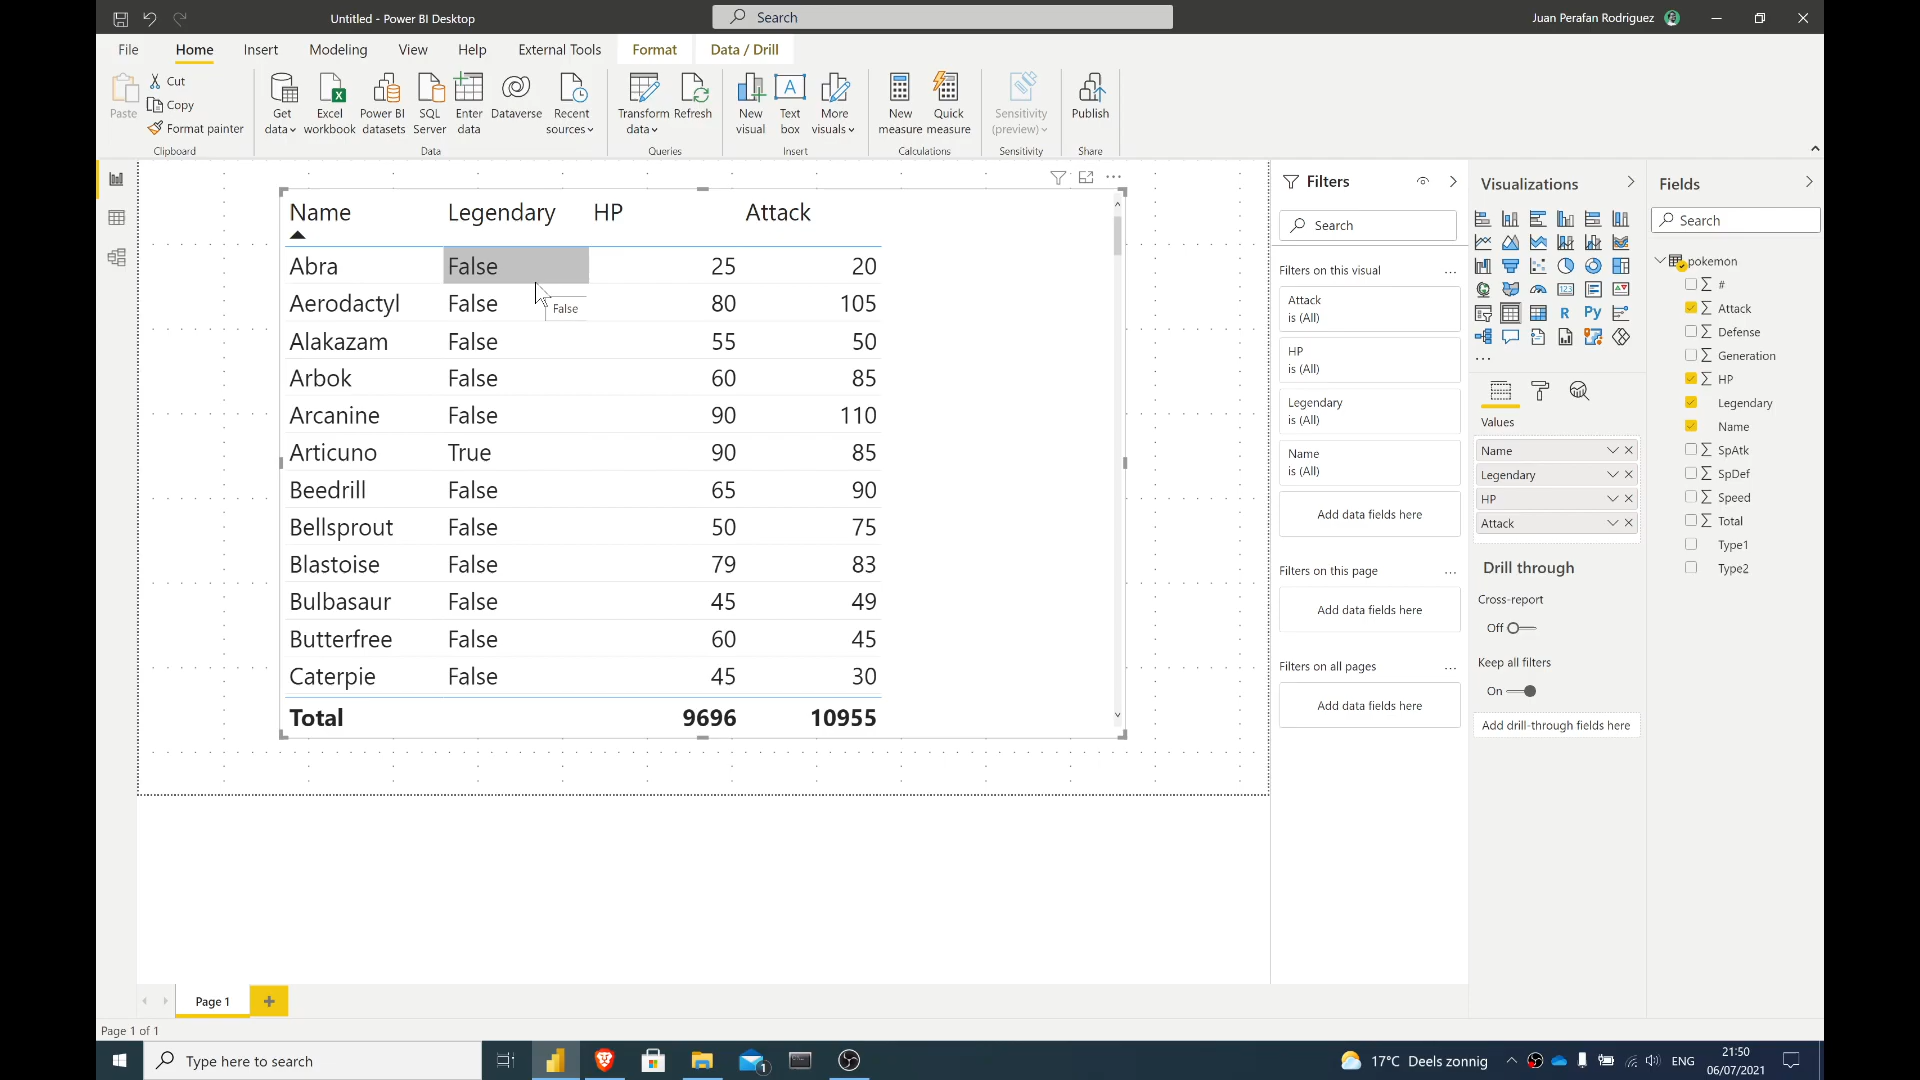 Untitled - Power BI Desktop
Search
Juan Perafan Rodriguez
File Home Insert Modeling View Help External Tools Format Data / Drill
Paste
Cut
Copy
Format painter
Clipboard
Get data
Excel workbook
Power BI datasets
SQL Server
Enter data
Dataverse
Recent sources
Data
Transform data
Refresh
Queries
New visual
Text box
More visuals
Insert
New measure
Quick measure
Calculations
Sensitivity (preview)
Sensitivity
Publish
Share
Name Legendary HP Attack
Abra False 25 20
Aerodactyl False 80 105
False
Alakazam False 55 50
Arbok False 60 85
Arcanine False 90 110
Articuno True 90 85
Beedrill False 65 90
Bellsprout False 50 75
Blastoise False 79 83
Bulbasaur False 45 49
Butterfree False 60 45
Caterpie False 45 30
Total 9696 10955
Filters
Search
Filters on this visual
Attack
is (All)
HP
is (All)
Legendary
is (All)
Name
is (All)
Add data fields here
Filters on this page
Add data fields here
Filters on all pages
Add data fields here
Visualizations
123
R
Py
Values
Name
Legendary
HP
Attack
Drill through
Cross-report
Off
Keep all filters
On
Add drill-through fields here
Fields
Search
pokemon
#
Attack
Defense
Generation
HP
Legendary
Name
SpAtk
SpDef
Speed
Total
Type1
Type2
Page 1
Page 1 of 1
Type here to search
1
17°C Deels zonnig
ENG
21:50
06/07/2021